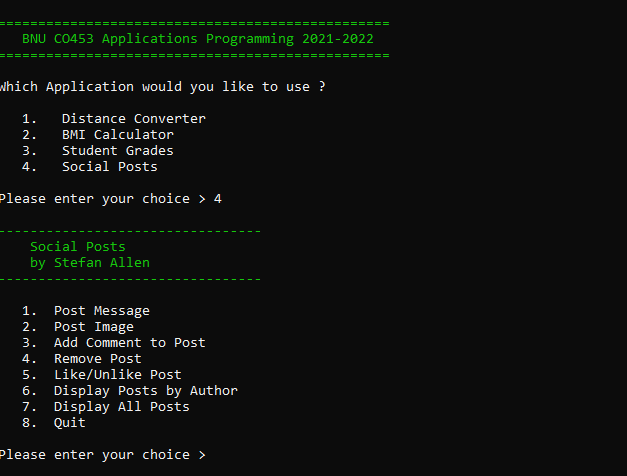 =================================================
BNU CO453 Applications Programming 2021-2022
=================================================
Which Application would you like to use ?
1. Distance Converter
2. BMI Calculator
3. Student Grades
4. Social Posts
Please enter your choice > 4
---------------------------------
Social Posts
by Stefan Allen
---------------------------------
1. Post Message
2. Post Image
3. Add Comment to Post
4. Remove Post
5. Like/Unlike Post
6. Display Posts by Author
7. Display All Posts
8. Quit
Please enter your choice >